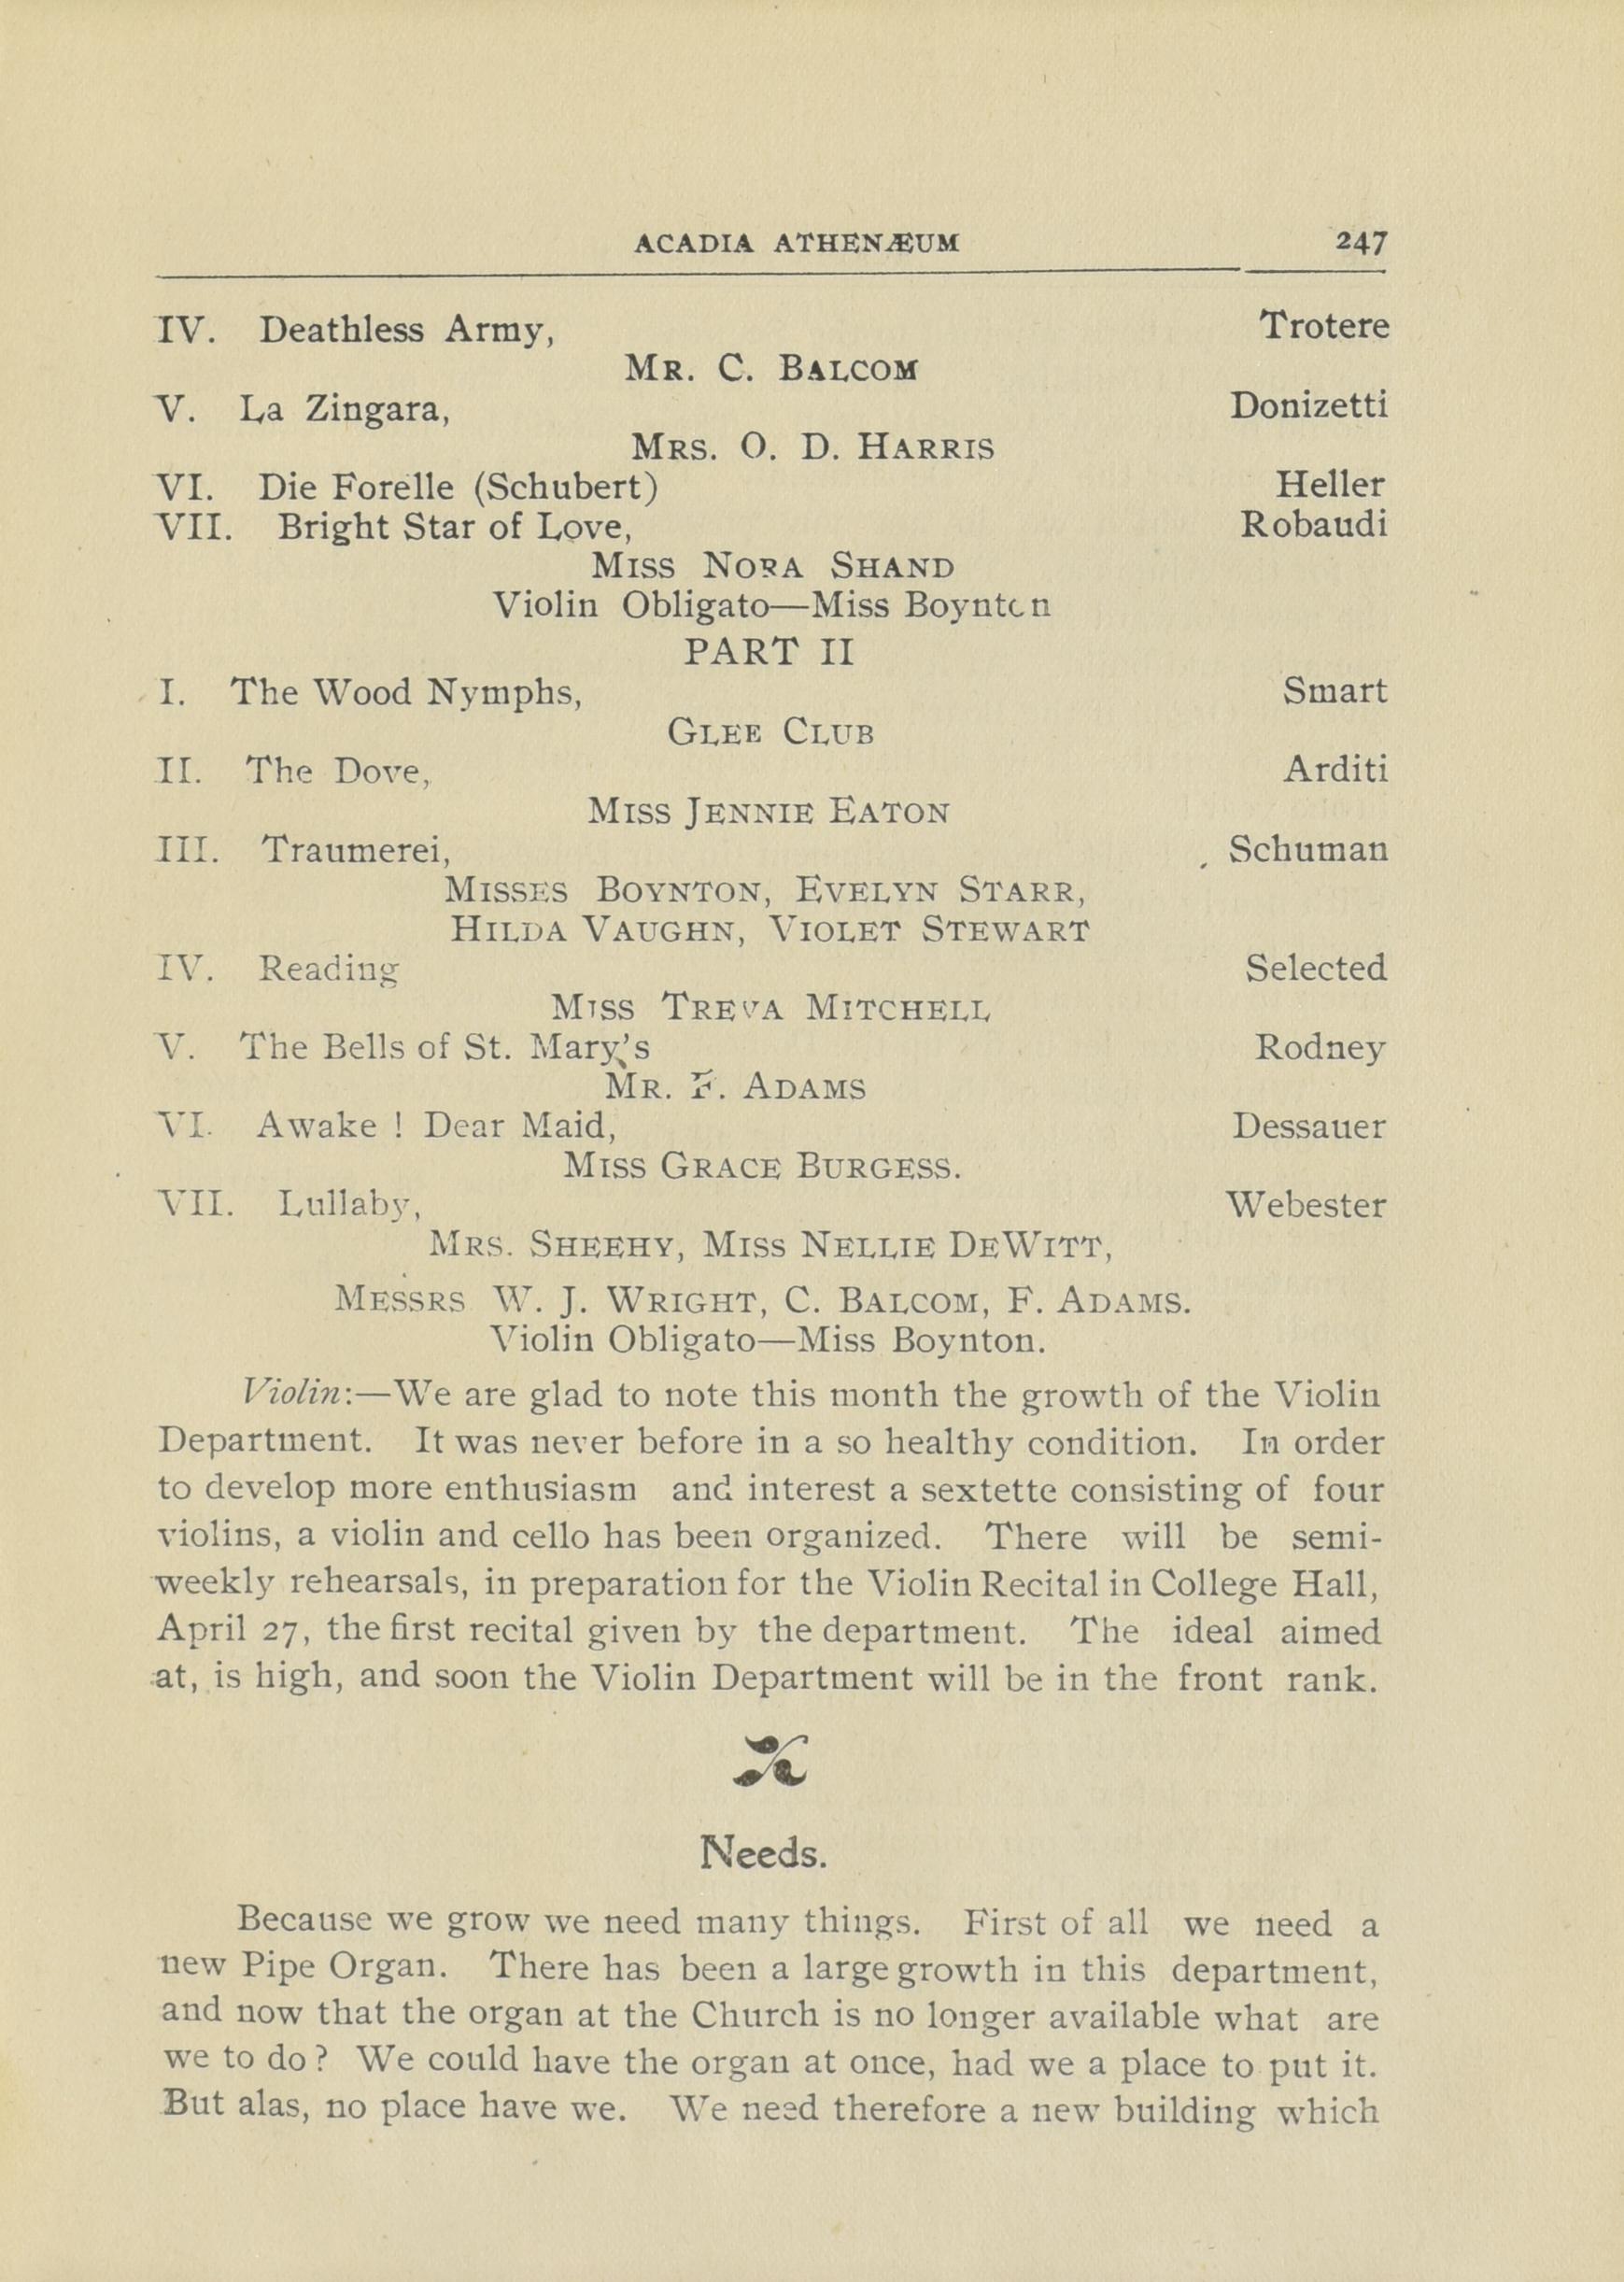 ACADIA ATHENÆUM 247
IV. Deathless Army, Trotere
MR. C. BALCOM
V. La Zingara, Donizetti
MRS. O. D. HARRIS
VI. Die Forelle (Schubert) Heller
VII. Bright Star of Love, Robaudi
MISS NORA SHAND
Violin Obligato—Miss Boynton
PART II
I. The Wood Nymphs, Smart
GLEE CLUB
II. The Dove, Arditi
MISS JENNIE EATON
III. Traumerei, Schuman
MISSES BOYNTON, EVELYN STARR,
HILDA VAUGHN, VIOLET STEWART
IV. Reading Selected
MISS TREVA MITCHELL
V. The Bells of St. Mary's Rodney
MR. F. ADAMS
VI. Awake ! Dear Maid, Dessauer
MISS GRACE BURGESS.
VII. Lullaby, Webester
MRS. SHEEHY, MISS NELLIE DEWITT,
MESSRS W. J. WRIGHT, C. BALCOM, F. ADAMS.
Violin Obligato—Miss Boynton.
Violin:—We are glad to note this month the growth of the Violin
Department. It was never before in a so healthy condition. In order
to develop more enthusiasm and interest a sextette consisting of four
violins, a violin and cello has been organized. There will be semi-
weekly rehearsals, in preparation for the Violin Recital in College Hall,
April 27, the first recital given by the department. The ideal aimed
at, is high, and soon the Violin Department will be in the front rank.
Needs.
Because we grow we need many things. First of all we need a
new Pipe Organ. There has been a large growth in this department,
and now that the organ at the Church is no longer available what are
we to do ? We could have the organ at once, had we a place to put it.
But alas, no place have we. We need therefore a new building which